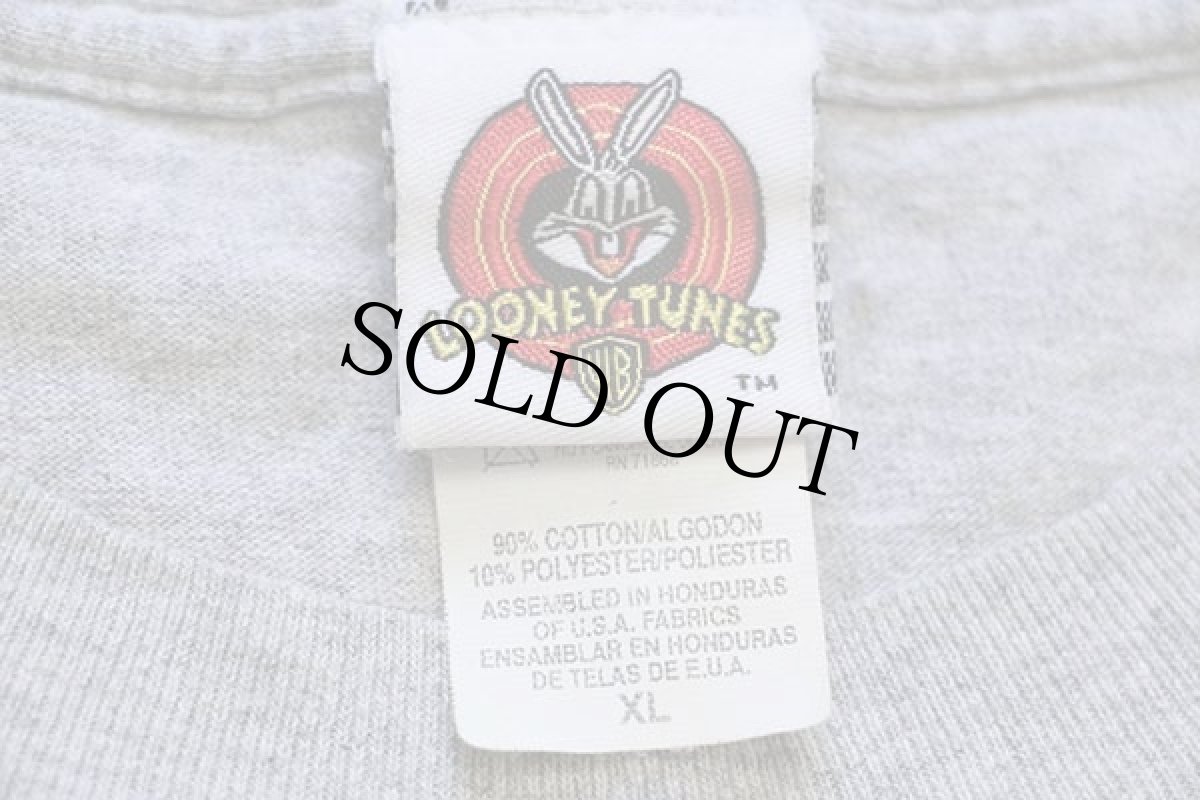 LOONEY TUNES
WB
TM
SOLD OUT
90% COTTON/ALGODON
10% POLYESTER/POLIESTER
ASSEMBLED IN HONDURAS
OF U.S.A. FABRICS
ENSAMBLAR EN HONDURAS
DE TELAS DE E.U.A.
XL